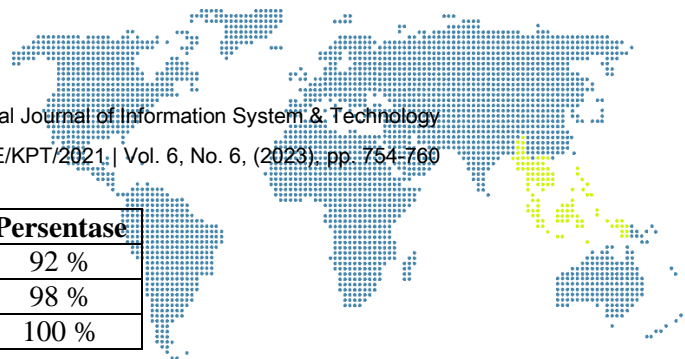 al Journal of Information System & Technology
E/KPT/2021 | Vol. 6, No. 6, (2023), pp. 754-760
Persentase
92 %
98 %
100 %